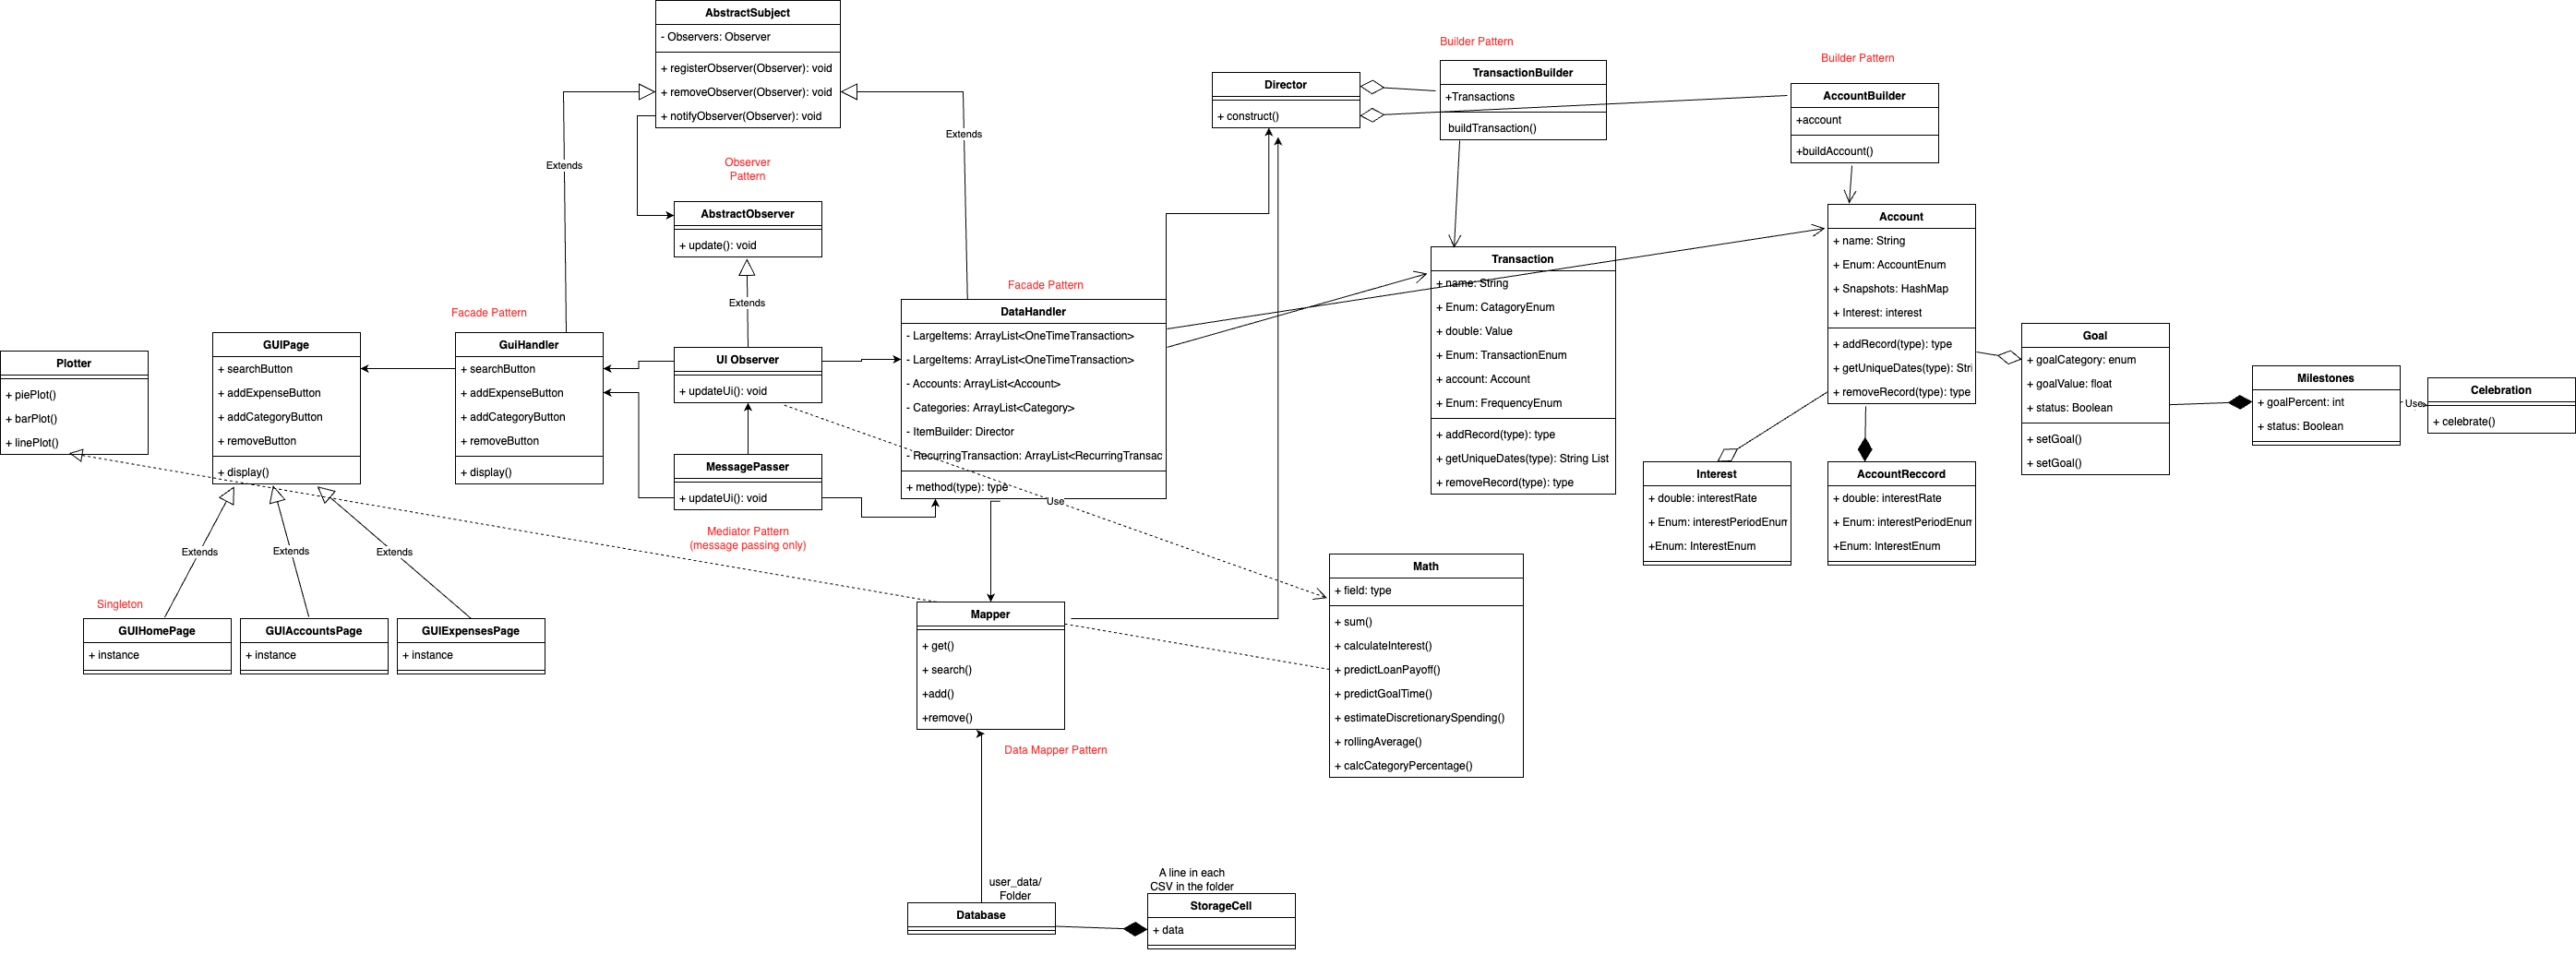 AbstractSubject
- Observers: Observer
+ registerObserver(Observer): void
+ removeObserver(Observer): void
+ notifyObserver(Observer): void
Extends
Extends
Observer
Pattern
AbstractObserver
+ update(): void
Extends
Builder Pattern
Director
+ construct()
TransactionBuilder
+Transactions
buildTransaction()
Builder Pattern
AccountBuilder
+account
+buildAccount()
Plotter
+ piePlot()
+ barPlot()
+ linePlot()
GUIPage
+ searchButton
+ addExpenseButton
+ addCategoryButton
+ removeButton
+ display()
Facade Pattern
GuiHandler
+ searchButton
+ addExpenseButton
+ addCategoryButton
+ removeButton
+ display()
UI Observer
+ updateUi(): void
MessagePasser
+ updateUi(): void
Mediator Pattern
(message passing only)
Facade Pattern
DataHandler
- LargeItems: ArrayList<OneTimeTransaction>
- LargeItems: ArrayList<OneTimeTransaction>
- Accounts: ArrayList<Account>
- Categories: ArrayList<Category>
- ItemBuilder: Director
- RecurringTransaction: ArrayList<RecurringTransac
+ method(type): type
Use
Transaction
+ name: String
+ Enum: CatagoryEnum
+ double: Value
+ Enum: TransactionEnum
+ account: Account
+ Enum: FrequencyEnum
+ addRecord(type): type
+ getUniqueDates(type): String List
+ removeRecord(type): type
Account
+ name: String
+ Enum: AccountEnum
+ Snapshots: HashMap
+ Interest: interest
+ addRecord(type): type
+ getUniqueDates(type): Stri
+ removeRecord(type): type
Goal
+ goalCategory: enum
+ goalValue: float
+ status: Boolean
+ setGoal()
+ setGoal()
Milestones
+ goalPercent: int
+ status: Boolean
Use
Celebration
+ celebrate()
Interest
+ double: interestRate
+ Enum: interestPeriodEnum
+Enum: InterestEnum
AccountReccord
+ double: interestRate
+ Enum: interestPeriodEnum
+Enum: InterestEnum
Extends
Extends
Extends
Singleton
GUIHomePage
+ instance
GUIAccountsPage
+ instance
GUIExpensesPage
+ instance
Mapper
+ get()
+ search()
+add()
+remove()
Data Mapper Pattern
Math
+ field: type
+ sum()
+ calculateInterest()
+ predictLoanPayoff()
+ predictGoalTime()
+ estimateDiscretionarySpending()
+ rollingAverage()
+ calcCategoryPercentage()
user_data/
Folder
Database
A line in each
CSV in the folder
StorageCell
+ data